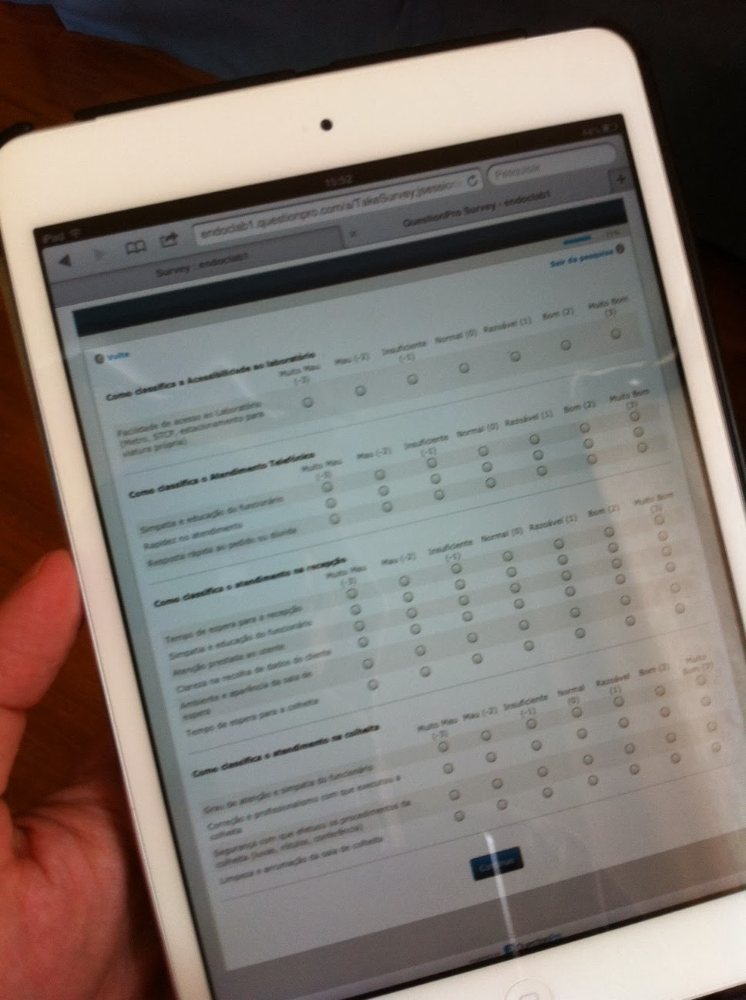 iPad 15:52
endoclab1.questionpro.com/a/TakeSurvey;jsession
Pesquisar
Survey - endoclab1
QuestionPro Survey - endoclab1
Sair da pesquisa
Volte
Como classifica a Acessibilidade ao laboratório
Muito Mau (-3) Mau (-2) Insuficiente (-1) Normal (0) Razoável (1) Bom (2) Muito Bom (3)
Facilidade de acesso ao Laboratório
(Metro, STCP, estacionamento para
viatura própria)
Como classifica o Atendimento Telefónico
Muito Mau (-3) Mau (-2) Insuficiente (-1) Normal (0) Razoável (1) Bom (2) Muito Bom (3)
Simpatia e educação do funcionário
Rapidez no atendimento
Resposta rápida ao pedido ou dúvida
Como classifica o atendimento na recepção
Muito Mau (-3) Mau (-2) Insuficiente (-1) Normal (0) Razoável (1) Bom (2) Muito Bom (3)
Tempo de espera para a recepção
Simpatia e educação do funcionário
Atenção prestada ao utente
Clareza na recolha de dados do cliente
Ambiente e aparência da sala de
espera
Tempo de espera para a colheita
Como classifica o atendimento na colheita
Muito Mau (-3) Mau (-2) Insuficiente (-1) Normal (0) Razoável (1) Bom (2) Muito Bom (3)
Grau de atenção e simpatia do funcionário
Correção e profissionalismo com que executou a
colheita
Segurança com que efetuou os procedimentos da
colheita (luvas, rótulos, conferência)
Limpeza e arrumação da sala de colheita
Continue